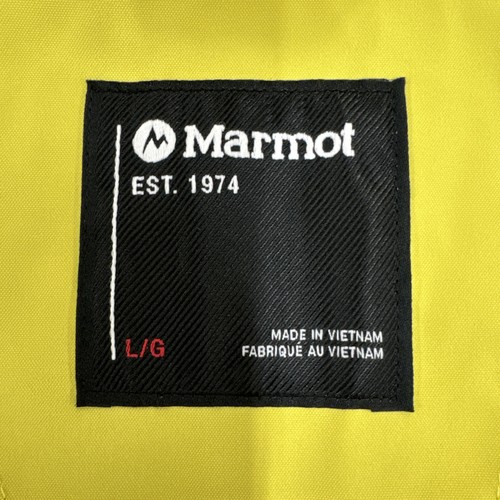 Marmot
EST. 1974
L/G
MADE IN VIETNAM
FABRIQUÉ AU VIETNAM